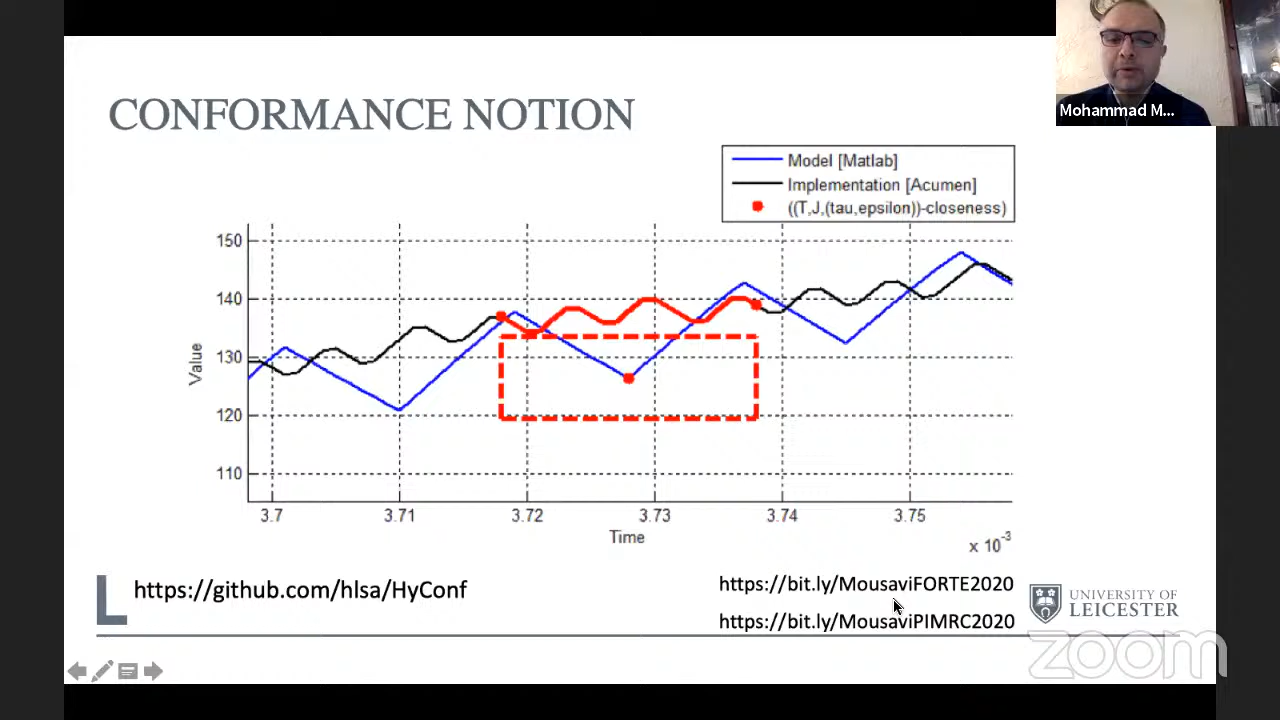 Mohammad M...
CONFORMANCE NOTION
Model [Matlab]
Implementation [Acumen]
((T,J,(tau,epsilon))-closeness)
150
140
130
120
110
Value
3.7 3.71 3.72 3.73 3.74 3.75
Time
x 10-3
https://github.com/hlsa/HyConf
https://bit.ly/MousaviFORTE2020
https://bit.ly/MousaviPIMRC2020
UNIVERSITY OF
LEICESTER
zoom